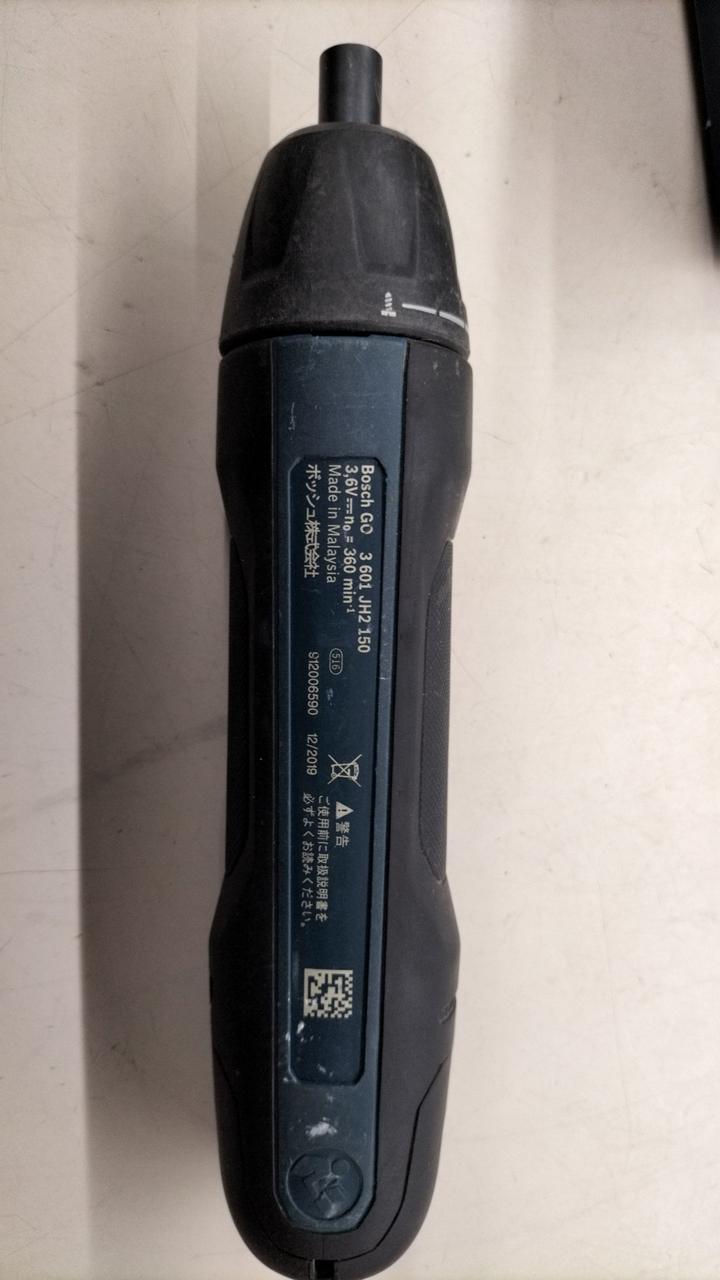 Bosch GO 3 601 JH2 150
3,6V⎓ n₀ = 360 min⁻¹
Made in Malaysia
ボッシュ株式会社
516
912006590 12/2019
警告
ご使用前に取扱説明書を
必ずよくお読みください。